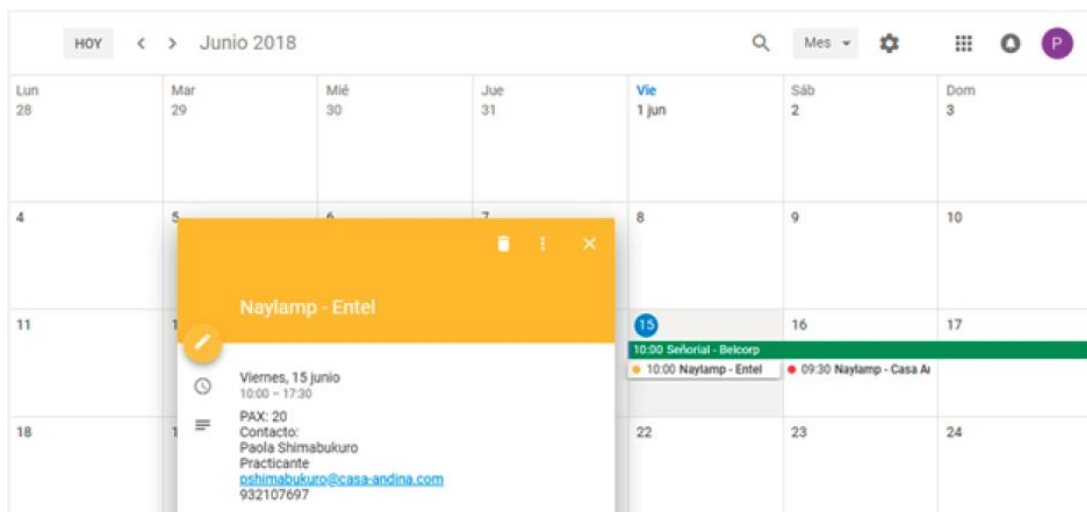 HOY < > Junio 2018 Mes P
Lun Mar Mié Jue Vie Sáb Dom
28 29 30 31 1 jun 2 3
4 5 6 7 8 9 10
Naylamp - Entel
11 1 15 16 17
10:00 Señorial - Belcorp
10:00 Naylamp - Entel 09:30 Naylamp - Casa
Viernes, 15 junio
10:00 – 17:30
PAX: 20
18 1 22 23 24
Contacto:
Paola Shimabukuro
Practicante
pshimabukuro@casa-andina.com
932107697